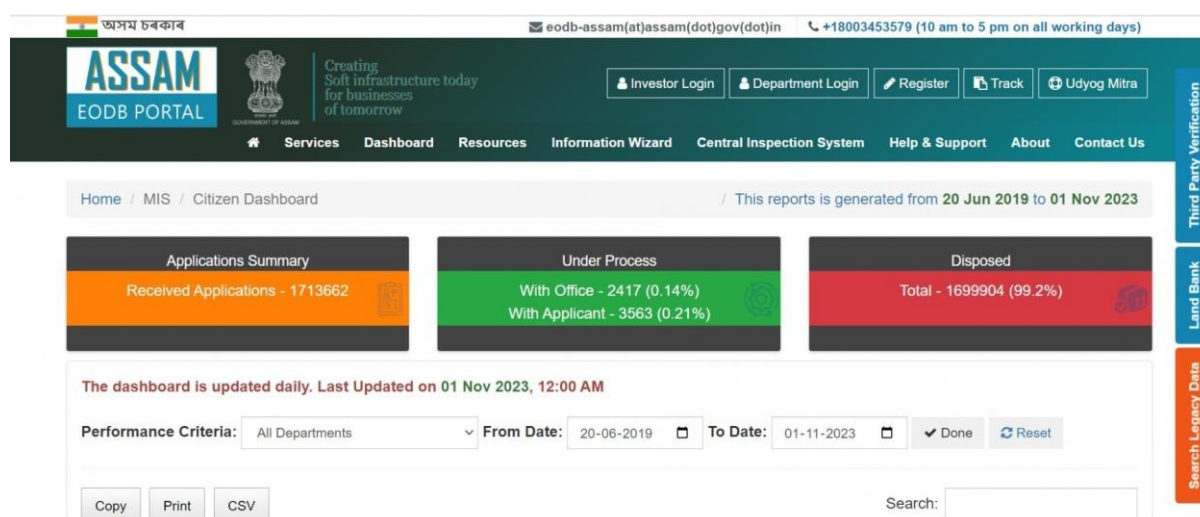 অসম চৰকাৰ
eodb-assam(at)assam(dot)gov(dot)in
+18003453579 (10 am to 5 pm on all working days)
ASSAM
EODB PORTAL
GOVERNMENT OF ASSAM
Creating
Soft infrastructure today
for businesses
of tomorrow
Investor Login
Department Login
Register
Track
Udyog Mitra
Services Dashboard Resources Information Wizard Central Inspection System Help & Support About Contact Us
Home / MIS / Citizen Dashboard
/ This reports is generated from 20 Jun 2019 to 01 Nov 2023
Applications Summary
Received Applications - 1713662
Under Process
With Office - 2417 (0.14%)
With Applicant - 3563 (0.21%)
Disposed
Total - 1699904 (99.2%)
The dashboard is updated daily. Last Updated on 01 Nov 2023, 12:00 AM
Performance Criteria: All Departments From Date: 20-06-2019 To Date: 01-11-2023 Done Reset
Copy Print CSV Search:
Third Party Verification
Land Bank
Search Legacy Data